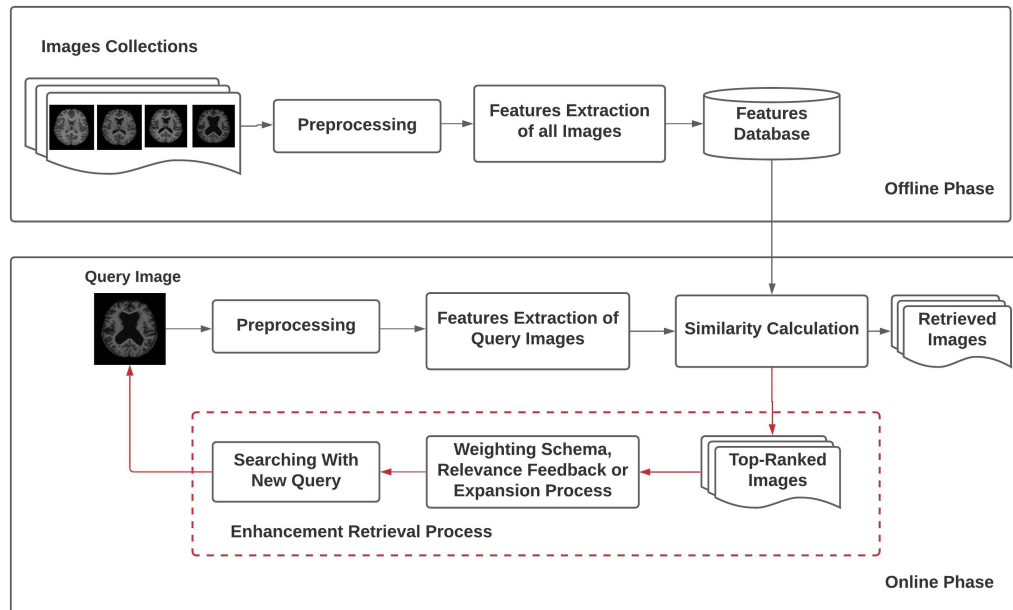 Images Collections
Preprocessing
Features Extraction
of all Images
Features
Database
Offline Phase
Query Image
Preprocessing
Features Extraction of
Query Images
Similarity Calculation
Retrieved
Images
Searching With
New Query
Weighting Schema,
Relevance Feedback or
Expansion Process
Top-Ranked
Images
Enhancement Retrieval Process
Online Phase